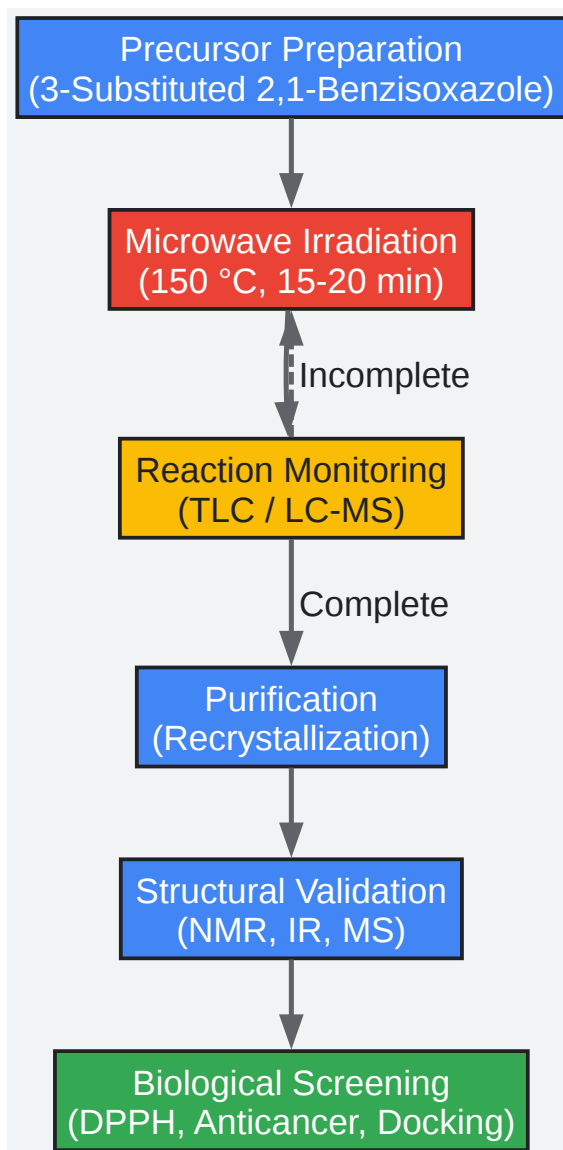 Precursor Preparation
(3-Substituted 2,1-Benzisoxazole)
Microwave Irradiation
(150 °C, 15-20 min)
Incomplete
Reaction Monitoring
(TLC / LC-MS)
Complete
Purification
(Recrystallization)
Structural Validation
(NMR, IR, MS)
Biological Screening
(DPPH, Anticancer, Docking)